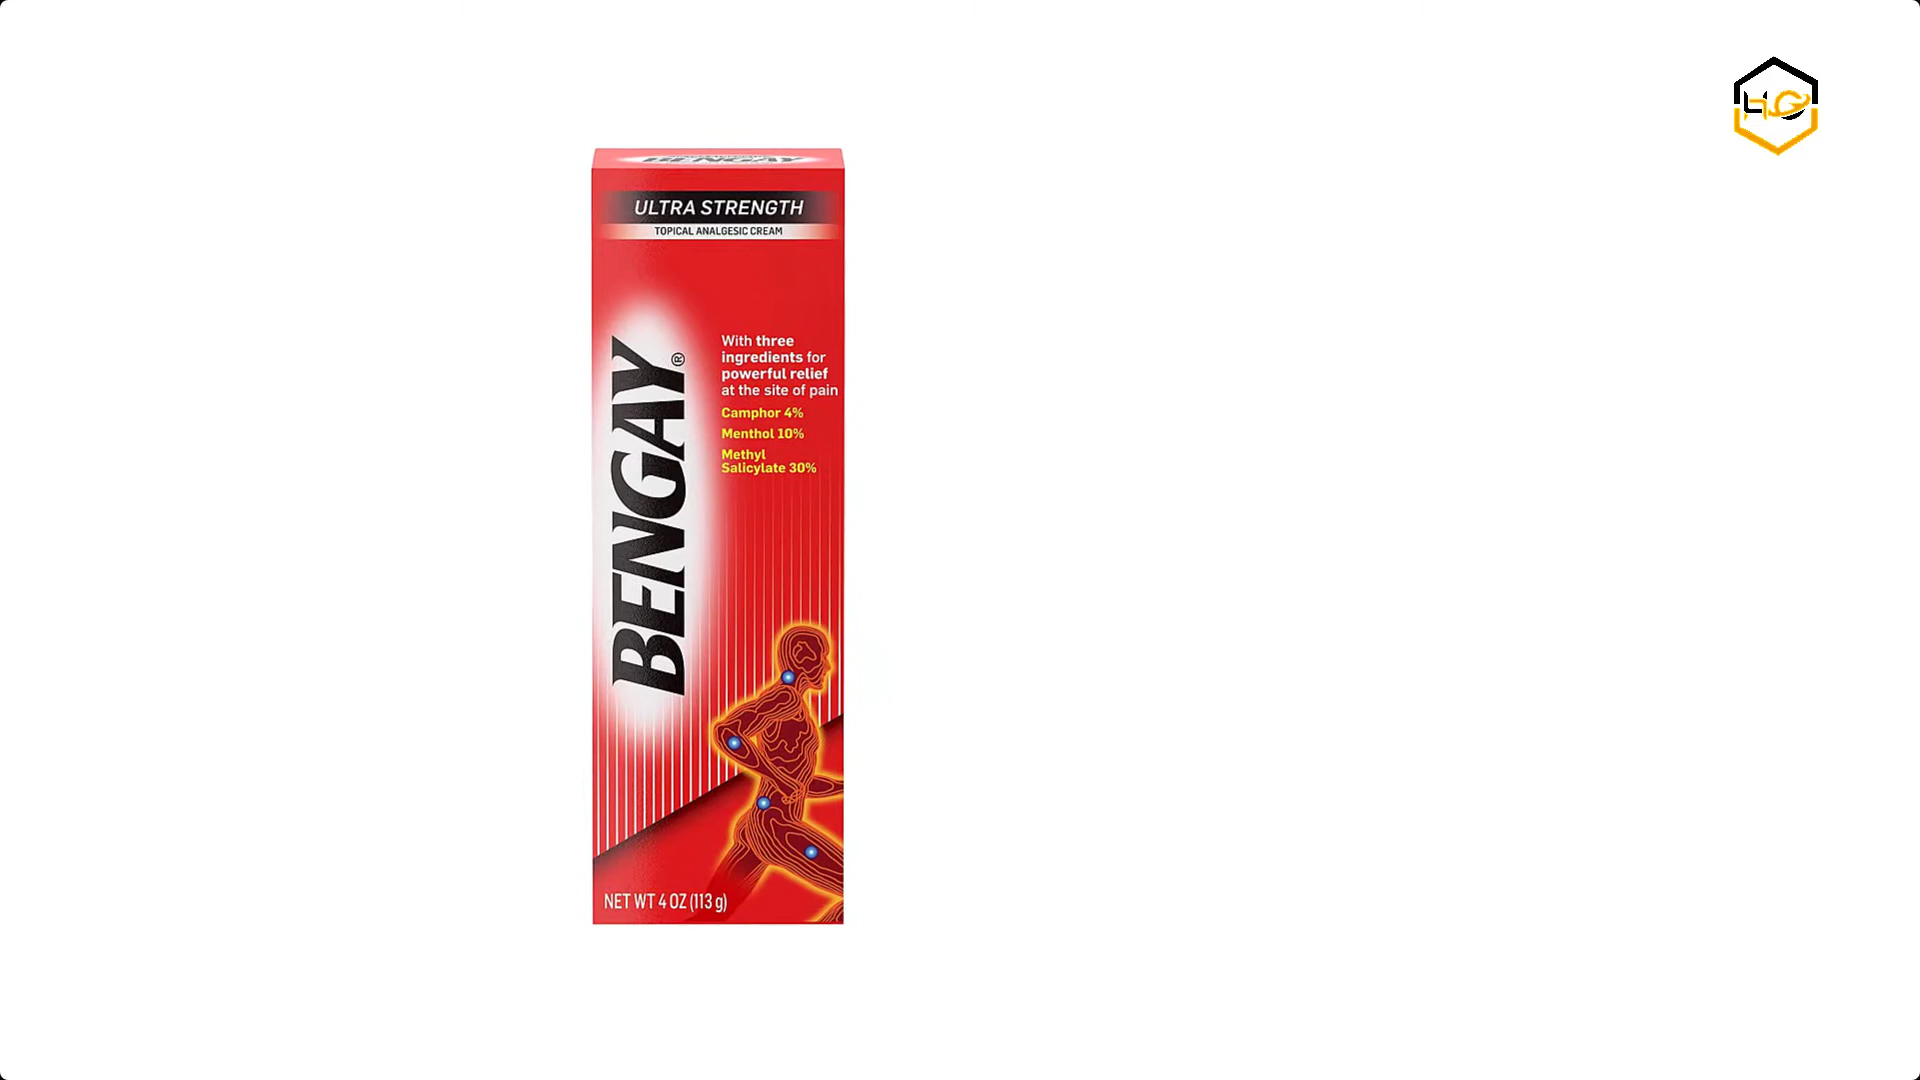 BENGAY
ULTRA STRENGTH
TOPICAL ANALGESIC CREAM
BENGAY®
With three
ingredients for
powerful relief
at the site of pain
Camphor 4%
Menthol 10%
Methyl
Salicylate 30%
NET WT 4 OZ (113 g)